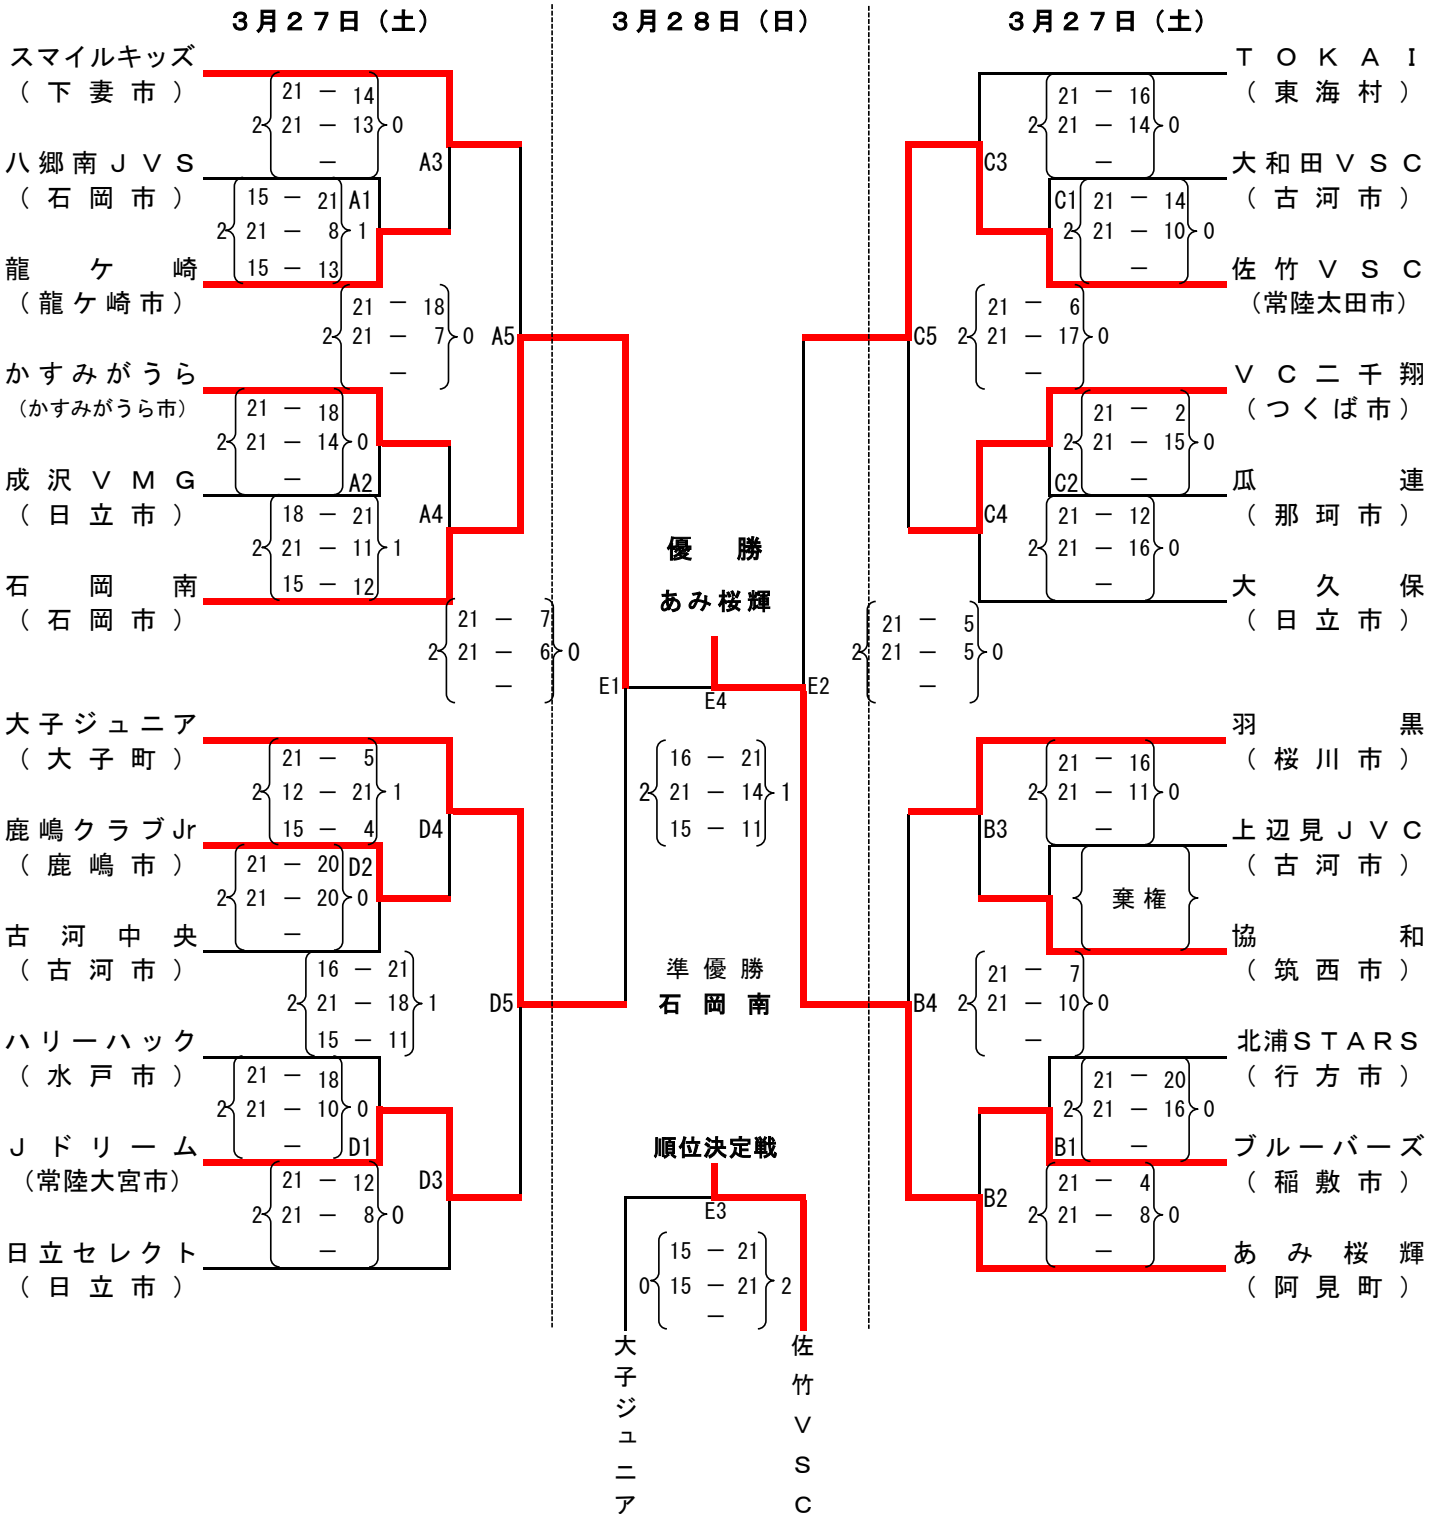 ３月２７日（土）
スマイルキッズ
（下妻市）
21 － 14
2 21 － 13 0
－
A3
八郷南ＪＶＳ
（石岡市）
15 － 21 A1
2 21 － 8 1
15 － 13
龍ケ崎
（龍ケ崎市）
21 － 18
2 21 － 7 0 A5
－
かすみがうら
（かすみがうら市）
21 － 18
2 21 － 14 0
－ A2
成沢ＶＭＧ
（日立市）
18 － 21 A4
2 21 － 11 1
15 － 12
石岡南
（石岡市）
21 － 7
2 21 － 6 0
－
大子ジュニア
（大子町）
21 － 5
2 12 － 21 1
15 － 4 D4
鹿嶋クラブJr
（鹿嶋市）
21 － 20 D2
2 21 － 20 0
－
古河中央
（古河市）
16 － 21
2 21 － 18 1 D5
15 － 11
ハリーハック
（水戸市）
21 － 18
2 21 － 10 0
－ D1
Ｊドリーム
（常陸大宮市）
21 － 12 D3
2 21 － 8 0
－
日立セレクト
（日立市）
３月２８日（日）
優勝
あみ桜輝
E1
E4
E2
16 － 21
2 21 － 14 1
15 － 11
準優勝
石岡南
順位決定戦
E3
15 － 21
0 15 － 21 2
－
大子ジュニア
佐竹ＶＳＣ
３月２７日（土）
ＴＯＫＡＩ
（東海村）
21 － 16
2 21 － 14 0
－
C3
大和田ＶＳＣ
（古河市）
C1 21 － 14
2 21 － 10 0
－
佐竹ＶＳＣ
（常陸太田市）
21 － 6
C5 2 21 － 17 0
－
ＶＣ二千翔
（つくば市）
21 － 2
2 21 － 15 0
C2 －
瓜連
（那珂市）
C4 21 － 12
2 21 － 16 0
－
大久保
（日立市）
21 － 5
2 21 － 5 0
－
羽黒
（桜川市）
21 － 16
2 21 － 11 0
B3 －
上辺見ＪＶＣ
（古河市）
棄権
協和
（筑西市）
21 － 7
B4 2 21 － 10 0
－
北浦ＳＴＡＲＳ
（行方市）
21 － 20
2 21 － 16 0
B1 －
ブルーバーズ
（稲敷市）
B2 21 － 4
2 21 － 8 0
－
あみ桜輝
（阿見町）